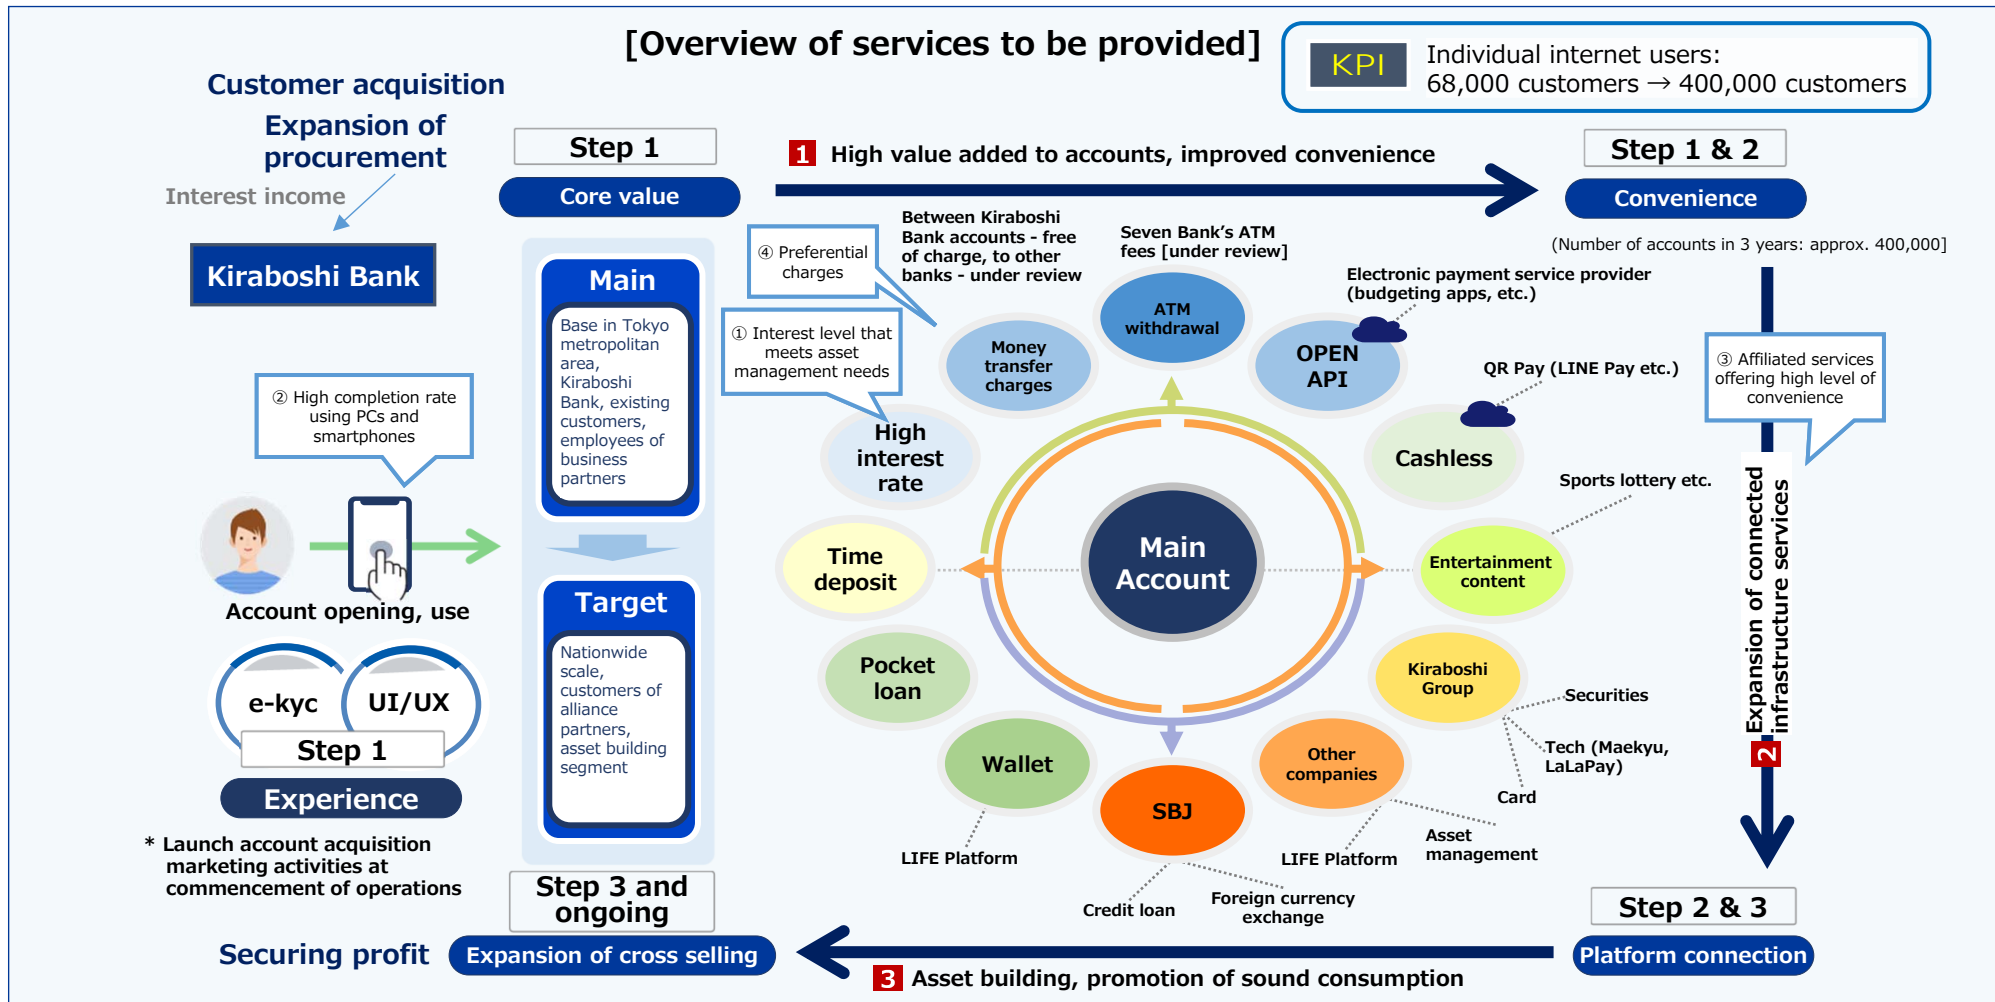 [Overview of services to be provided]
KPI
Individual internet users:
68,000 customers → 400,000 customers
Customer acquisition
Expansion of
procurement
Interest income
Kiraboshi Bank
Step 1
Core value
1 High value added to accounts, improved convenience
Step 1 & 2
Convenience
(Number of accounts in 3 years: approx. 400,000]
Main
Base in Tokyo
metropolitan
area,
Kiraboshi
Bank, existing
customers,
employees of
business
partners
Target
Nationwide
scale,
customers of
alliance
partners,
asset building
segment
② High completion rate
using PCs and
smartphones
Account opening, use
e-kyc
UI/UX
Step 1
Experience
* Launch account acquisition
marketing activities at
commencement of operations
④ Preferential
charges
① Interest level that
meets asset
management needs
Between Kiraboshi
Bank accounts - free
of charge, to other
banks - under review
Seven Bank’s ATM
fees [under review]
Electronic payment service provider
(budgeting apps, etc.)
QR Pay (LINE Pay etc.)
Sports lottery etc.
③ Affiliated services
offering high level of
convenience
ATM
withdrawal
Money
transfer
charges
OPEN
API
High
interest
rate
Cashless
Time
deposit
Main
Account
Entertainment
content
Pocket
loan
Kiraboshi
Group
Wallet
SBJ
Other
companies
Securities
Tech (Maekyu,
LaLaPay)
Card
Asset
management
LIFE Platform
LIFE Platform
Credit loan
Foreign currency
exchange
2 Expansion of connected
infrastructure services
Step 2 & 3
Platform connection
3 Asset building, promotion of sound consumption
Step 3 and
ongoing
Expansion of cross selling
Securing profit